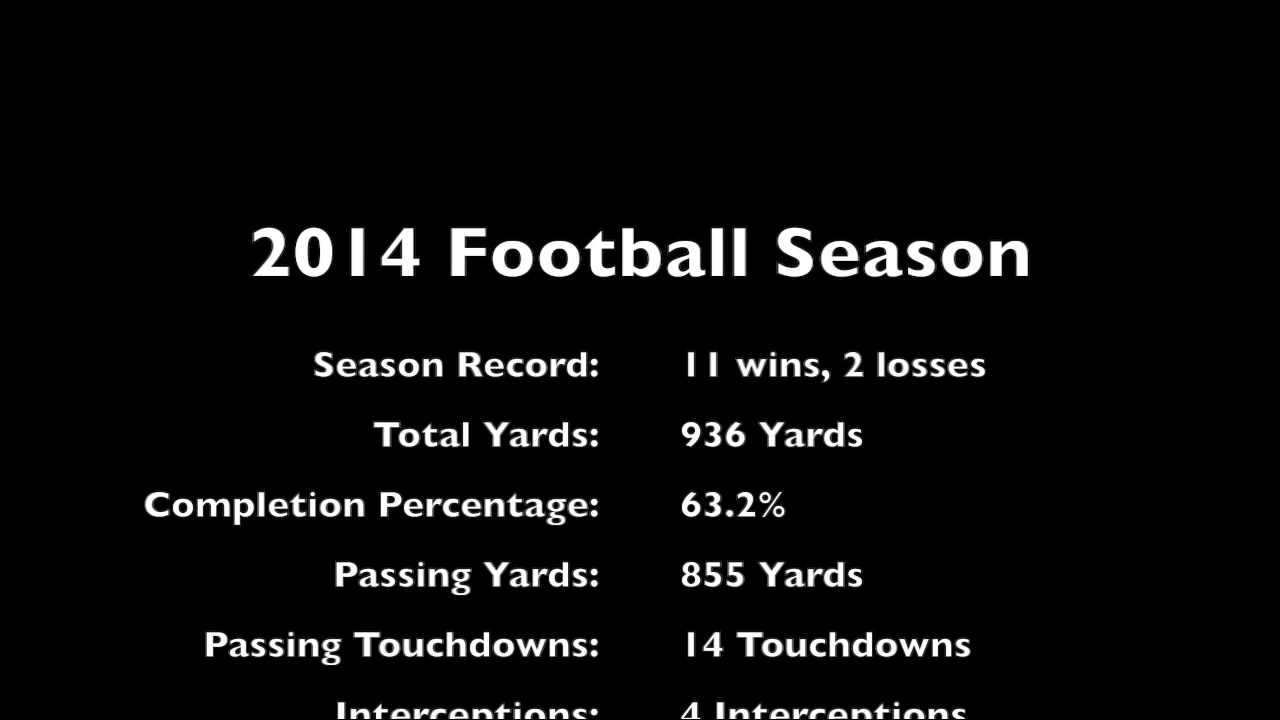 2014 Football Season
Season Record: 11 wins, 2 losses
Total Yards: 936 Yards
Completion Percentage: 63.2%
Passing Yards: 855 Yards
Passing Touchdowns: 14 Touchdowns
Interceptions: 4 Interceptions